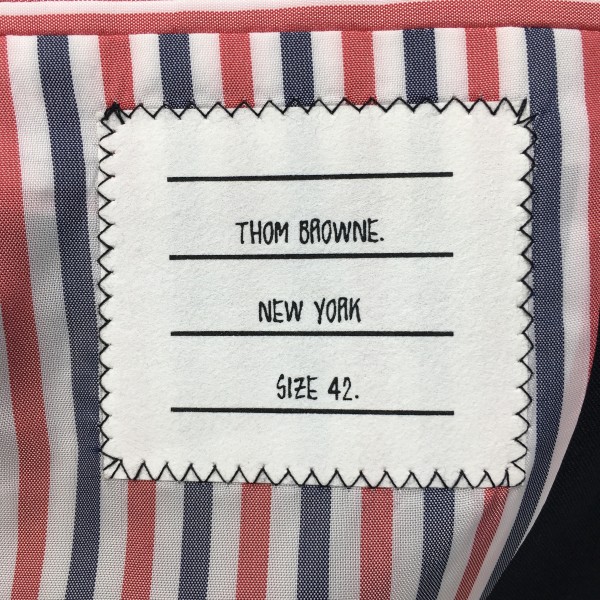 THOM BROWNE.
NEW YORK
SIZE 42.